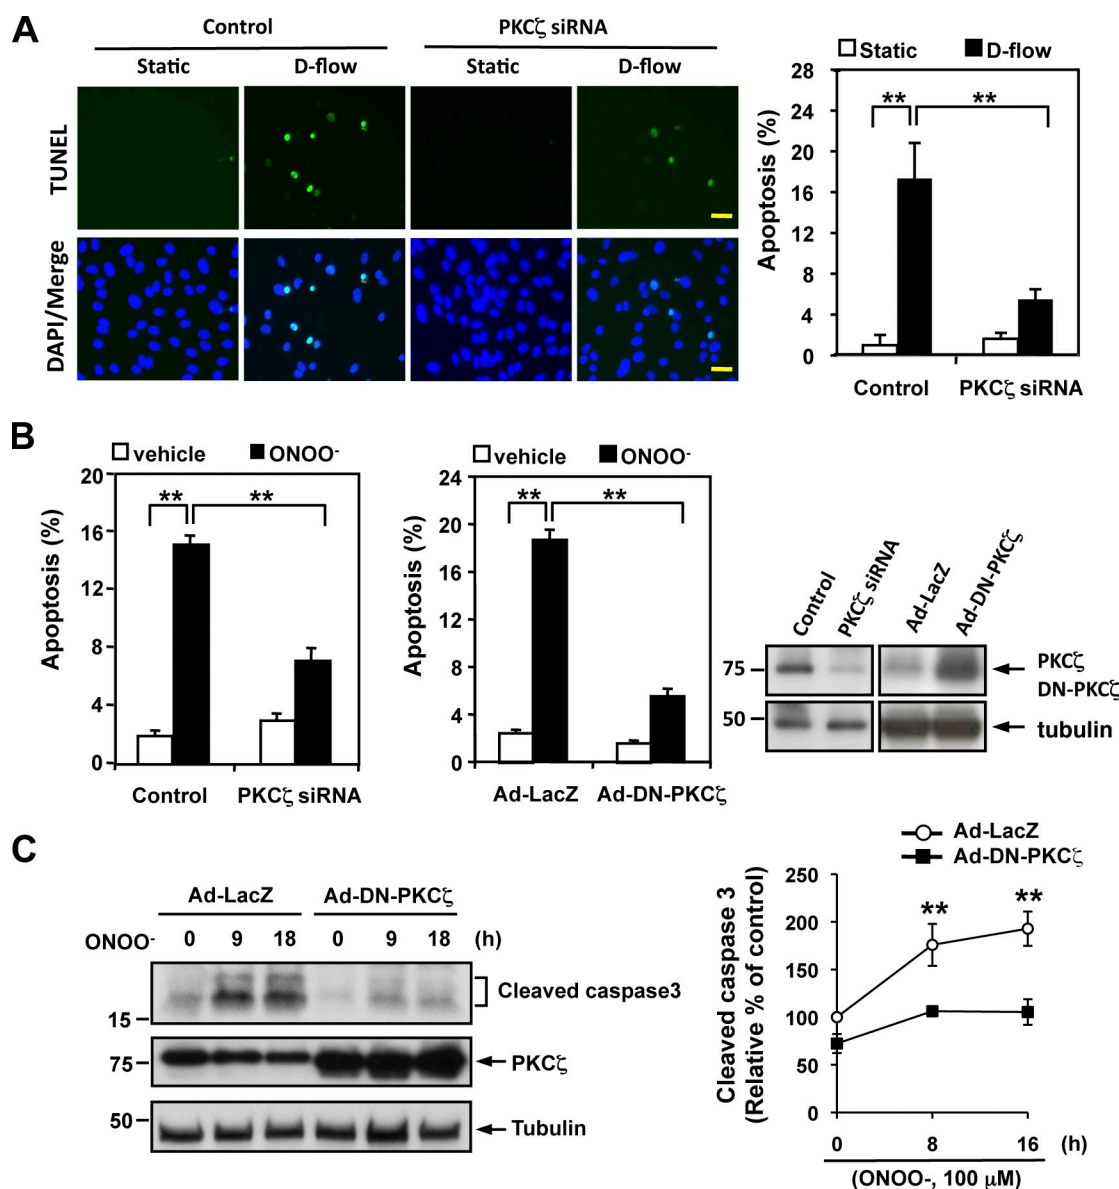 A
Control
PKCζ siRNA
Static
D-flow
Static
D-flow
TUNEL
DAPI/Merge
Static
D-flow
Apoptosis (%)
28
24
20
16
12
8
4
0
**
**
Control
PKCζ siRNA
B
vehicle
ONOO-
Apoptosis (%)
20
16
12
8
4
0
**
**
Control
PKCζ siRNA
vehicle
ONOO-
Apoptosis (%)
24
20
16
12
8
4
0
**
**
Ad-LacZ
Ad-DN-PKCζ
Control
PKCζ siRNA
Ad-LacZ
Ad-DN-PKCζ
75
PKCζ
DN-PKCζ
50
tubulin
C
Ad-LacZ
Ad-DN-PKCζ
ONOO- 0 9 18 0 9 18 (h)
Cleaved caspase3
15
75
PKCζ
50
Tubulin
Ad-LacZ
Ad-DN-PKCζ
Cleaved caspase 3
(Relative % of control)
250
200
150
100
50
0
**
**
0 8 16 (h)
(ONOO-, 100 µM)